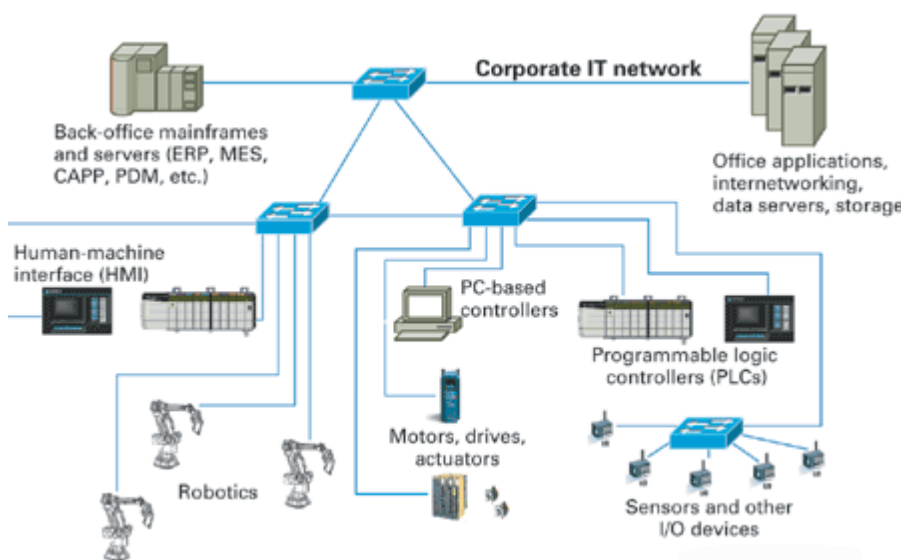 Corporate IT network
Back-office mainframes
and servers (ERP, MES,
CAPP, PDM, etc.)
Office applications,
internetworking,
data servers, storage
Human-machine
interface (HMI)
PC-based
controllers
Programmable logic
controllers (PLCs)
Motors, drives,
actuators
Robotics
Sensors and other
I/O devices